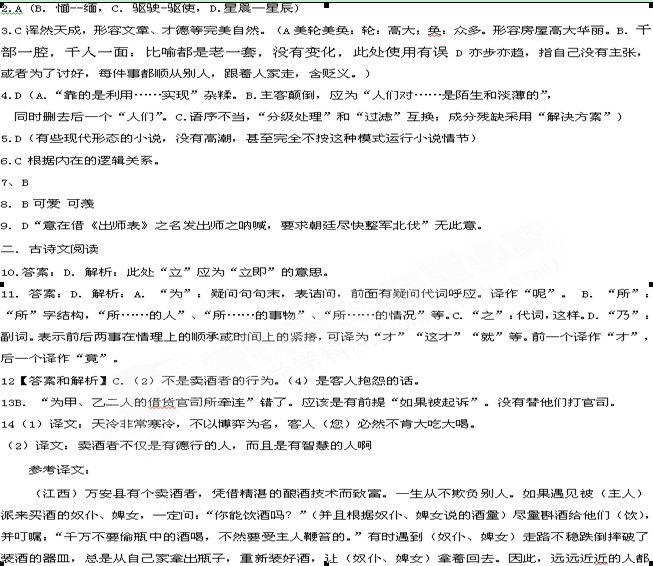 2.A（B. 愐--缅, C. 驱驶-驱使, D.星晨—星辰）
3.C 浑然天成，形容文章、才德等完美自然。（A 美轮美奂：轮：高大；奂：众多。形容房屋高大华丽。B. 千
部一腔，千人一面：比喻都是老一套，没有变化，此处使用有误 D 亦步亦趋，指自己没有主张，
或者为了讨好，每件事都顺从别人，跟着人家走，含贬义。）
4.D（A.“靠的是利用……实现”杂糅。B.主客颠倒，应为“人们对……是陌生和淡薄的”，
同时删去后一个“人们”。C.语序不当，“分级处理”和“过滤”互换；成分残缺采用“解决方案”）
5.D（有些现代形态的小说，没有高潮，甚至完全不按这种模式运行小说情节）
6.C 根据内在的逻辑关系。
7、B
8. B 可爱 可羡
9. D“意在借《出师表》之名发出师之呐喊，要求朝廷尽快整军北伐”无此意。
二. 古诗文阅读
10.答案：D. 解析：此处“立”应为“立即”的意思。
11. 答案：D. 解析：A. “为”：疑问句句末，表诘问，前面有疑问代词呼应。译作“呢”。 B. “所”：
“所”字结构，“所……的人”、“所……的事物”、“所……的情况”等。C. “之”：代词，这样。D. “乃”：
副词。表示前后两事在情理上的顺承或时间上的紧接，可译为“才”“这才”“就”等。前一个译作“才”，
后一个译作“竟”。
12【答案和解析】C.（2）不是卖酒者的行为。（4）是客人抱怨的话。
13B. “为甲、乙二人的借贷官司所牵连”错了。应该是有前提“如果被起诉”。没有替他们打官司。
14（1）译文：天冷非常寒冷，不以博弈为名，客人（您）必然不肯大吃大喝。
（2）译文：卖酒者不仅是有德行的人，而且是有智慧的人啊
参考译文：
（江西）万安县有个卖酒者，凭借精湛的酿酒技术而致富。一生从不欺负别人。如果遇见被（主人）
派来买酒的奴仆、婢女，一定问：“你能饮酒吗？”（并且根据奴仆、婢女说的酒量）尽量斟酒给他们（饮），
并叮嘱：“千万不要偷瓶中的酒喝，不然要受主人鞭笞的。”有时遇到（奴仆、婢女）走路不稳跌倒摔破了
装酒的器皿，总是从自己家拿出瓶子，重新装好酒，让（奴仆、婢女）拿着回去。因此，远远近近的人都